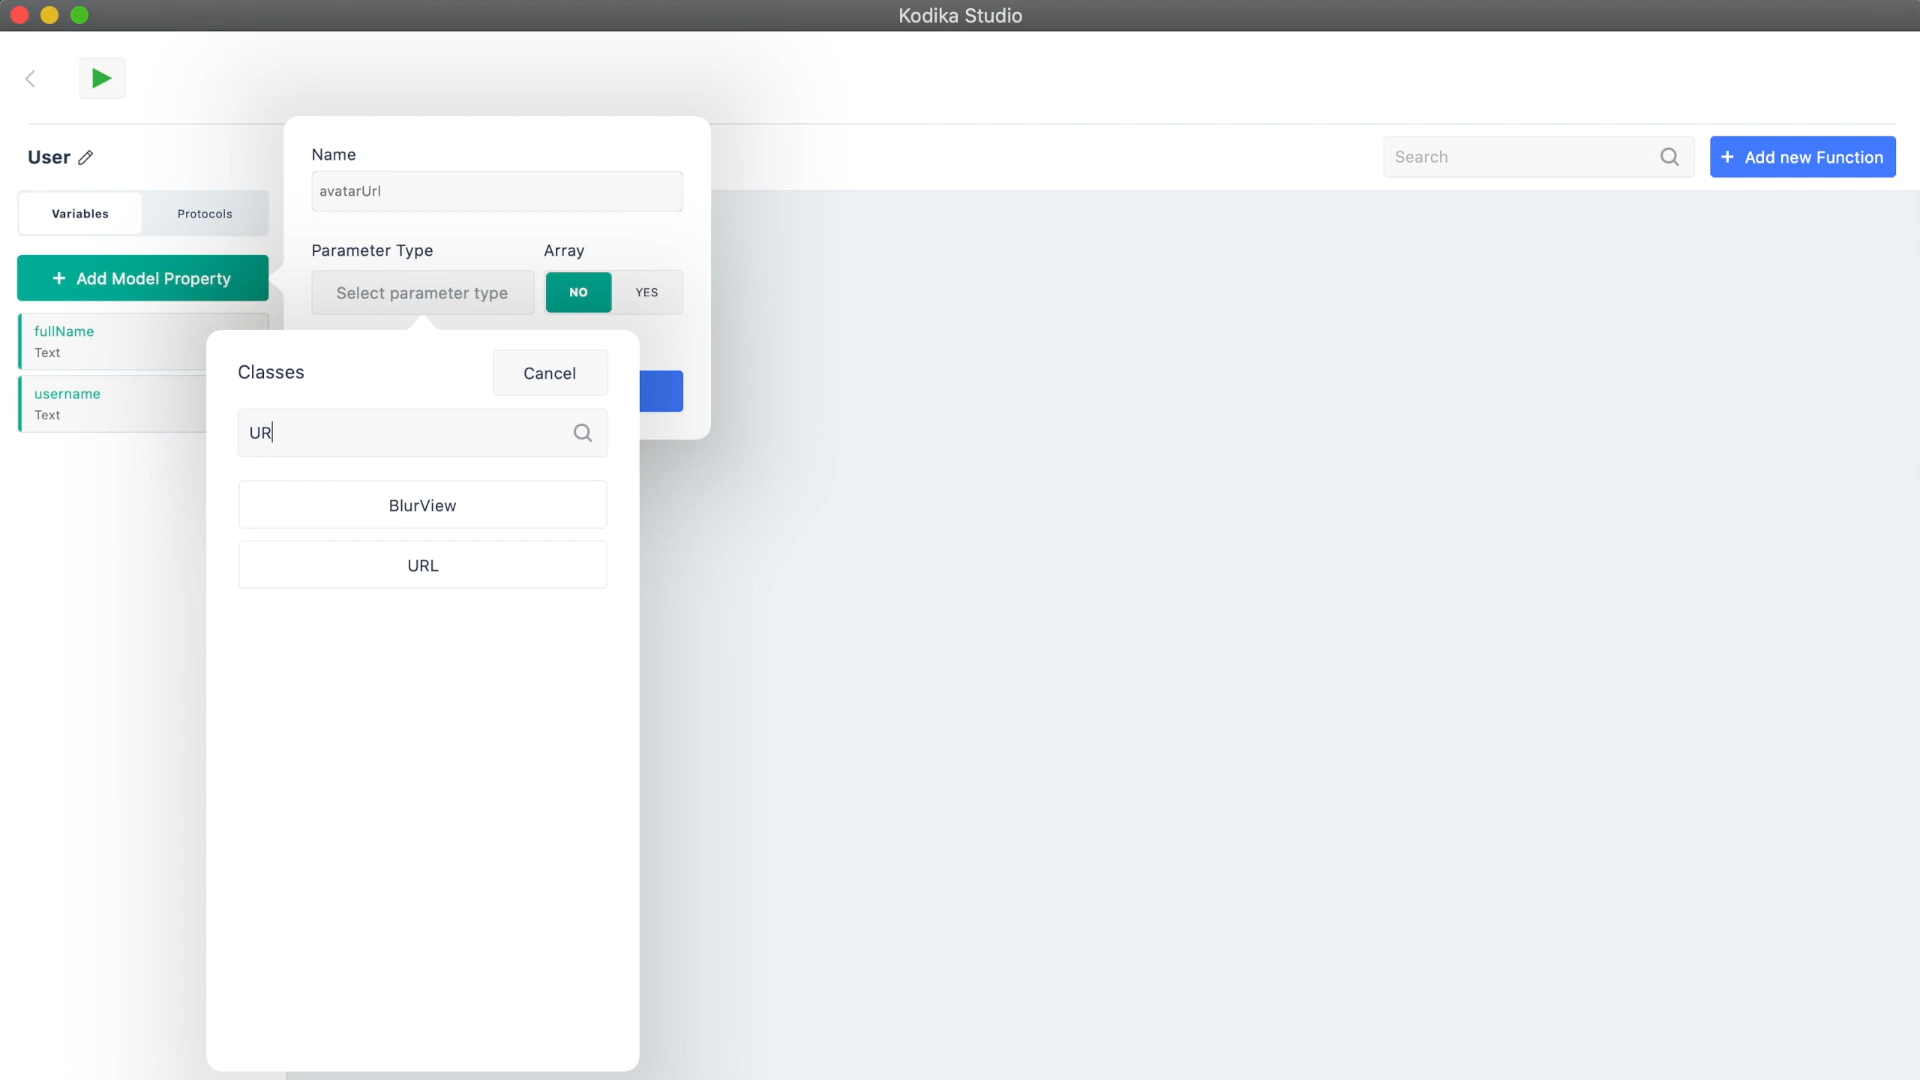 Kodika Studio
User
Search
+ Add new Function
Variables
Protocols
+ Add Model Property
fullName
Text
username
Text
Name
avatarUrl
Parameter Type
Array
Select parameter type
NO
YES
Classes
Cancel
UR
BlurView
URL